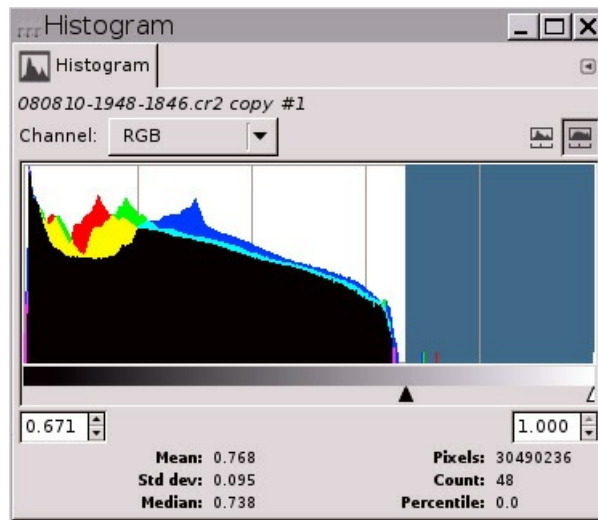 Histogram
Histogram
080810-1948-1846.cr2 copy #1
Channel: RGB
0.671 1.000
Mean: 0.768 Pixels: 30490236
Std dev: 0.095 Count: 48
Median: 0.738 Percentile: 0.0